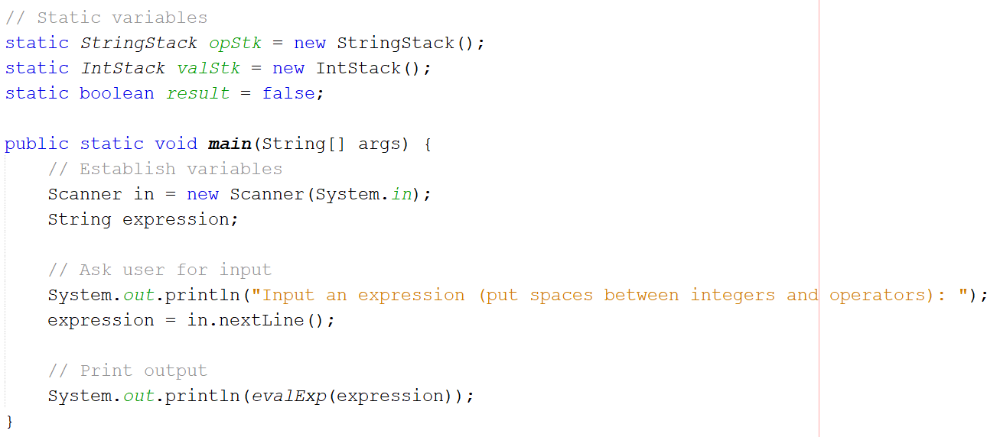 // Static variables
static StringStack opStk = new StringStack();
static IntStack valStk = new IntStack();
static boolean result = false;
public static void main(String[] args) {
// Establish variables
Scanner in = new Scanner(System.in);
String expression;
// Ask user for input
System.out.println("Input an expression (put spaces between integers and operators): ");
expression = in.nextLine();
// Print output
System.out.println(evalExp(expression));
}